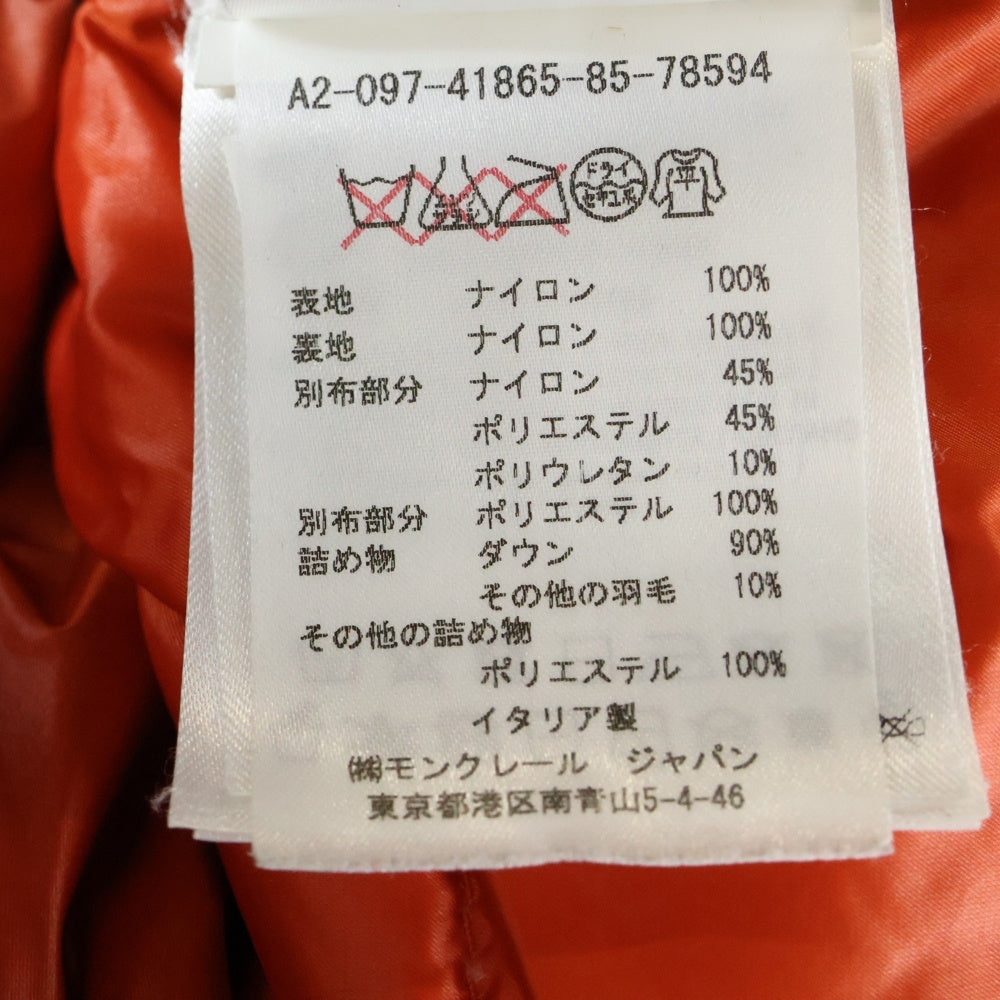 A2-097-41865-85-78594
ドライ
セキユ系
平
表地 ナイロン 100%
裏地 ナイロン 100%
別布部分 ナイロン 45%
ポリエステル 45%
ポリウレタン 10%
別布部分 ポリエステル 100%
詰め物 ダウン 90%
その他の羽毛 10%
その他の詰め物
ポリエステル 100%
イタリア製
㈱モンクレール ジャパン
東京都港区南青山5-4-46